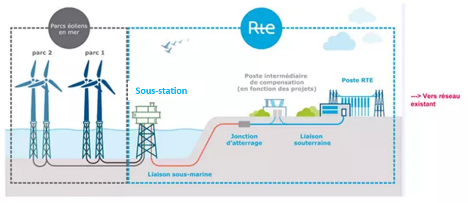 Parcs éoliens
en mer
Rte
parc 2
parc 1
Sous-station
Poste intermédiaire
de compensation
(en fonction des projets)
Poste RTE
---> Vers réseau
existant
Jonction
d'atterrage
Liaison
souterraine
Liaison sous-marine